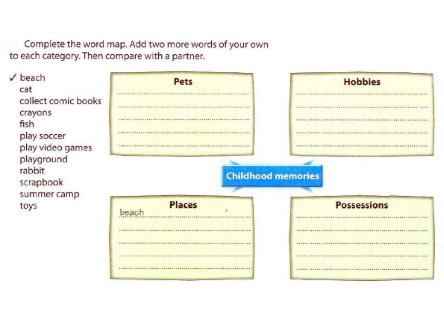 Complete the word map. Add two more words of your own
to each category. Then compare with a partner.
✓ beach
cat
collect comic books
crayons
fish
play soccer
play video games
playground
rabbit
scrapbook
summer camp
toys
Pets
Hobbies
Childhood memories
Places
beach
Possessions